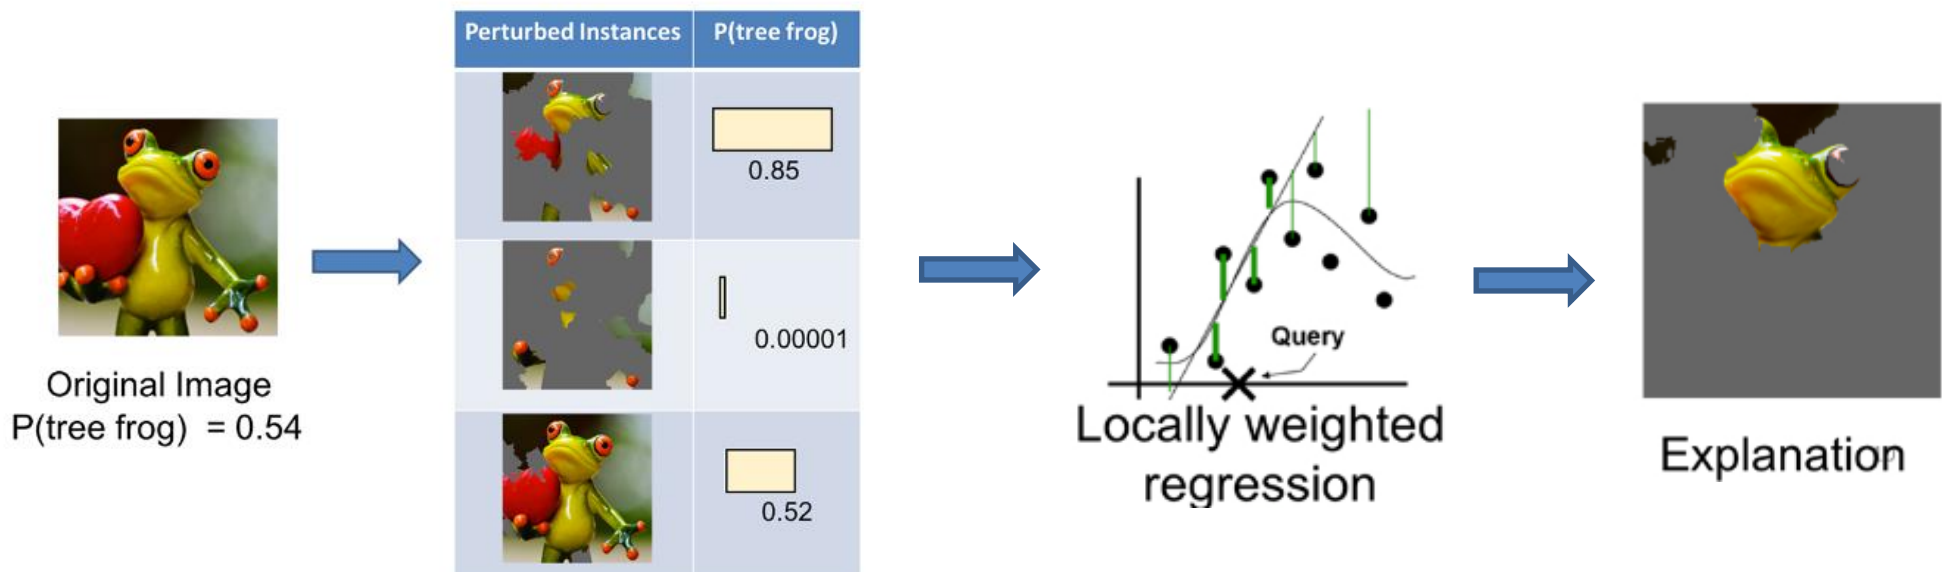 Original Image
P(tree frog) = 0.54
Perturbed Instances
P(tree frog)
0.85
0.00001
0.52
Query
Locally weighted
regression
Explanation